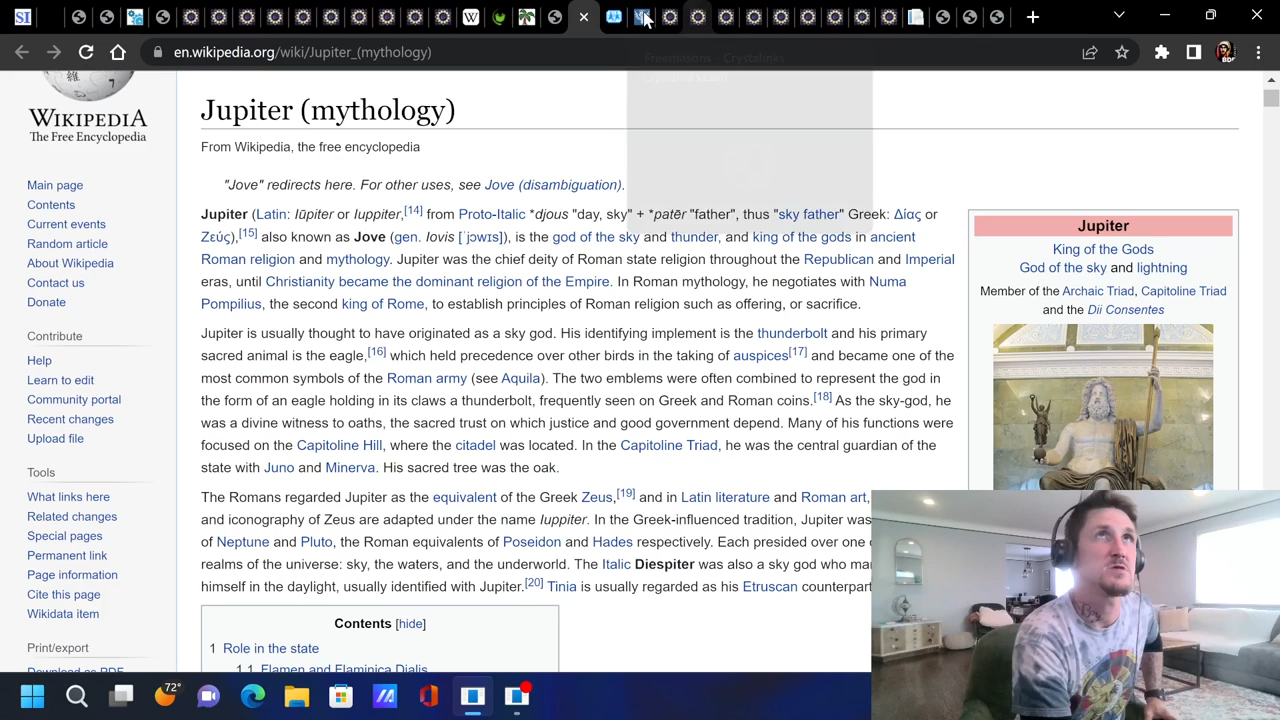 en.wikipedia.org/wiki/Jupiter_(mythology)
Freemasons - Crystalinks
WIKIPEDIA
The Free Encyclopedia
Main page
Contents
Current events
Random article
About Wikipedia
Contact us
Donate
Contribute
Help
Learn to edit
Community portal
Recent changes
Upload file
Tools
What links here
Related changes
Special pages
Permanent link
Page information
Cite this page
Wikidata item
Print/export
Download as PDF
Jupiter (mythology)
From Wikipedia, the free encyclopedia
"Jove" redirects here. For other uses, see Jove (disambiguation).
Jupiter (Latin: Iūpiter or Iuppiter,[14] from Proto-Italic *djous "day, sky" + *patēr "father", thus "sky father" Greek: Δίας or
Ζεύς),[15] also known as Jove (gen. Iovis [ˈjɔwɪs]), is the god of the sky and thunder, and king of the gods in ancient
Roman religion and mythology. Jupiter was the chief deity of Roman state religion throughout the Republican and Imperial
eras, until Christianity became the dominant religion of the Empire. In Roman mythology, he negotiates with Numa
Pompilius, the second king of Rome, to establish principles of Roman religion such as offering, or sacrifice.
Jupiter is usually thought to have originated as a sky god. His identifying implement is the thunderbolt and his primary
sacred animal is the eagle,[16] which held precedence over other birds in the taking of auspices[17] and became one of the
most common symbols of the Roman army (see Aquila). The two emblems were often combined to represent the god in
the form of an eagle holding in its claws a thunderbolt, frequently seen on Greek and Roman coins.[18] As the sky-god, he
was a divine witness to oaths, the sacred trust on which justice and good government depend. Many of his functions were
focused on the Capitoline Hill, where the citadel was located. In the Capitoline Triad, he was the central guardian of the
state with Juno and Minerva. His sacred tree was the oak.
The Romans regarded Jupiter as the equivalent of the Greek Zeus,[19] and in Latin literature and Roman art,
and iconography of Zeus are adapted under the name Iuppiter. In the Greek-influenced tradition, Jupiter was
of Neptune and Pluto, the Roman equivalents of Poseidon and Hades respectively. Each presided over one
realms of the universe: sky, the waters, and the underworld. The Italic Diespiter was also a sky god who
himself in the daylight, usually identified with Jupiter.[20] Tinia is usually regarded as his Etruscan
Contents [hide]
1 Role in the state
1.1 Flamen and Flaminica Dialis
Jupiter
King of the Gods
God of the sky and lightning
Member of the Archaic Triad, Capitoline Triad
and the Dii Consentes
72°